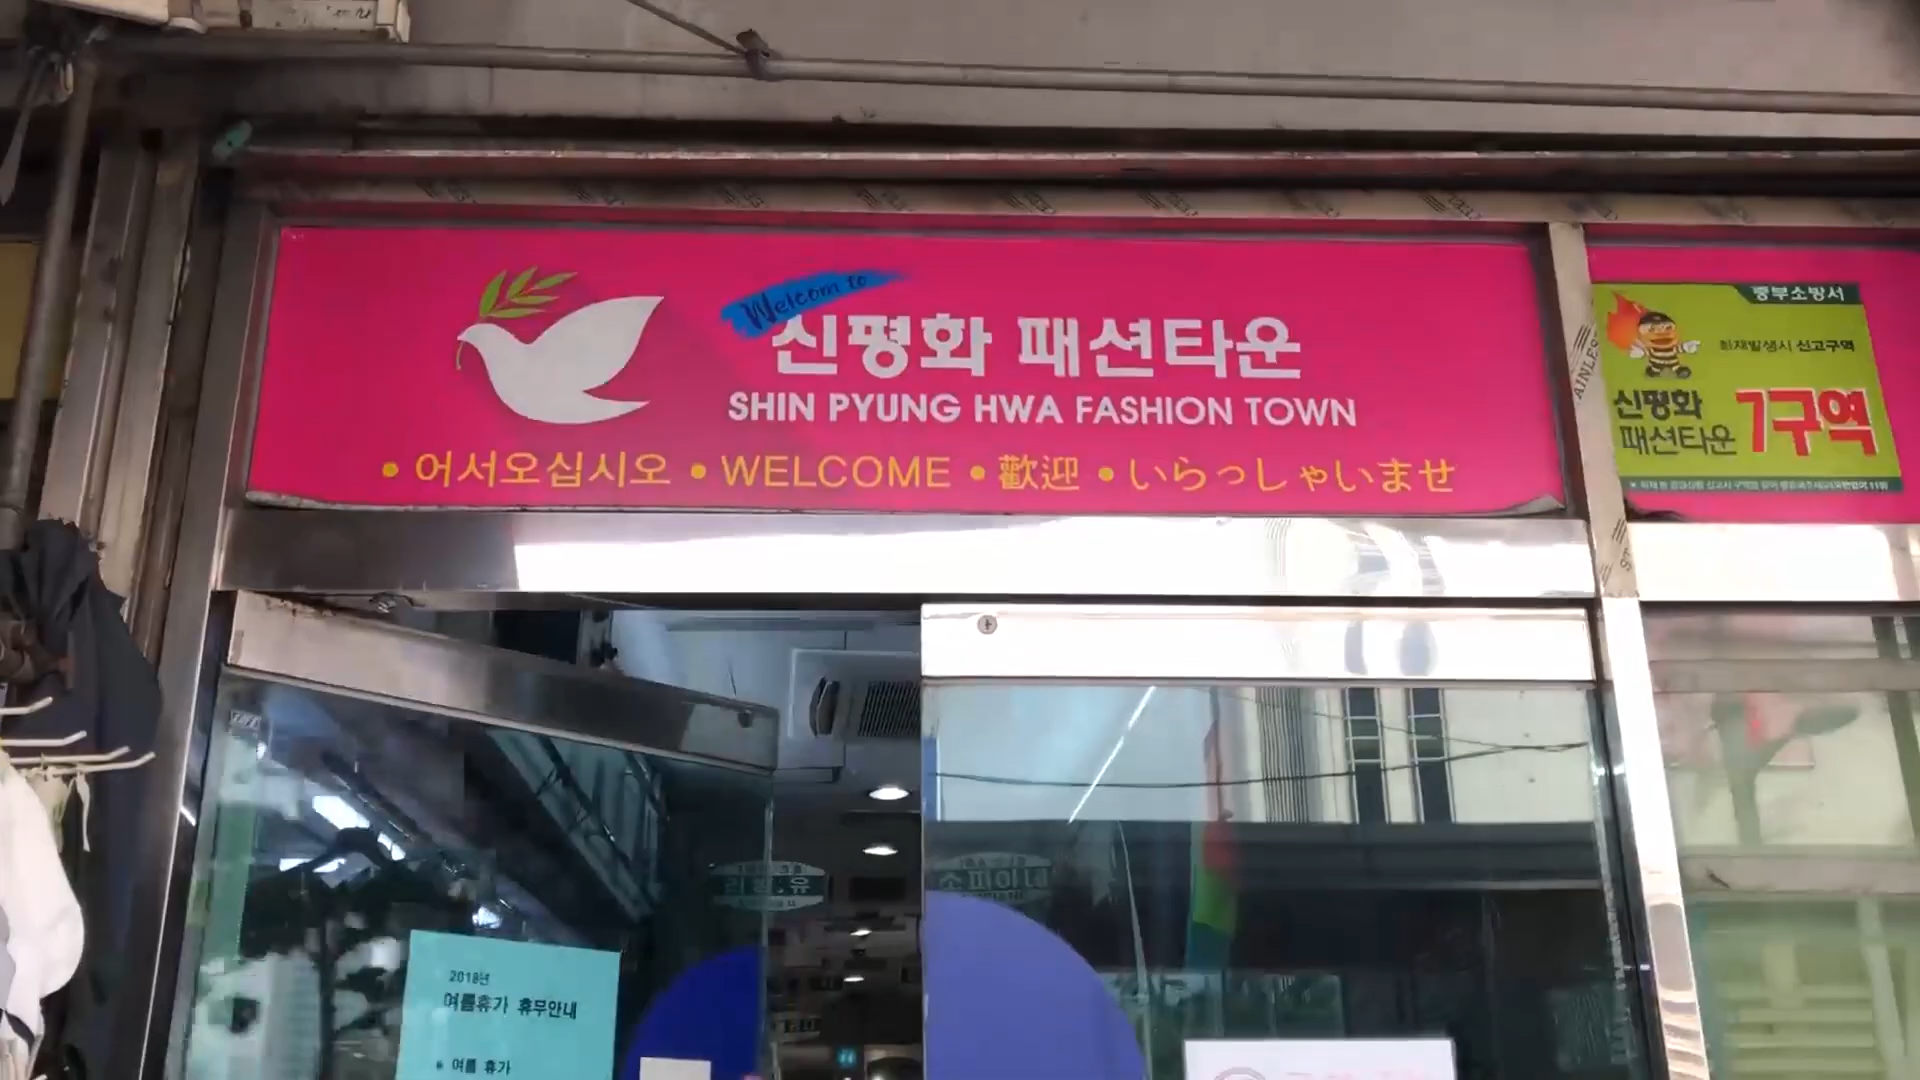 Welcom to
신평화 패션타운
SHIN PYUNG HWA FASHION TOWN
• 어서오십시오 • WELCOME • 歡迎 • いらっしゃいませ
중부소방서
화재발생시 신고구역
신평화
패션타운
1구역
AINLES
2018년
여름휴가 휴무안내
여름 휴가